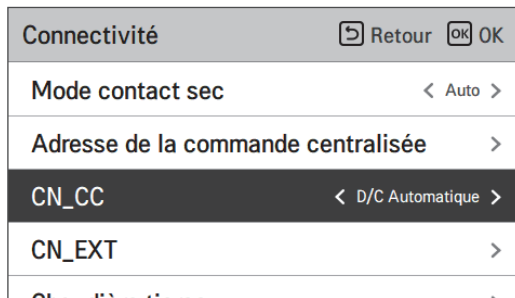 Connectivité Retour OK OK
Mode contact sec < Auto >
Adresse de la commande centralisée >
CN_CC < D/C Automatique >
CN_EXT >